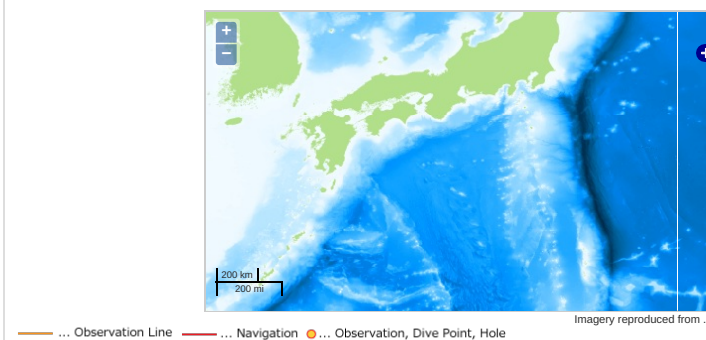 +
−
200 km
200 mi
Imagery reproduced from .
... Observation Line ... Navigation ... Observation, Dive Point, Hole